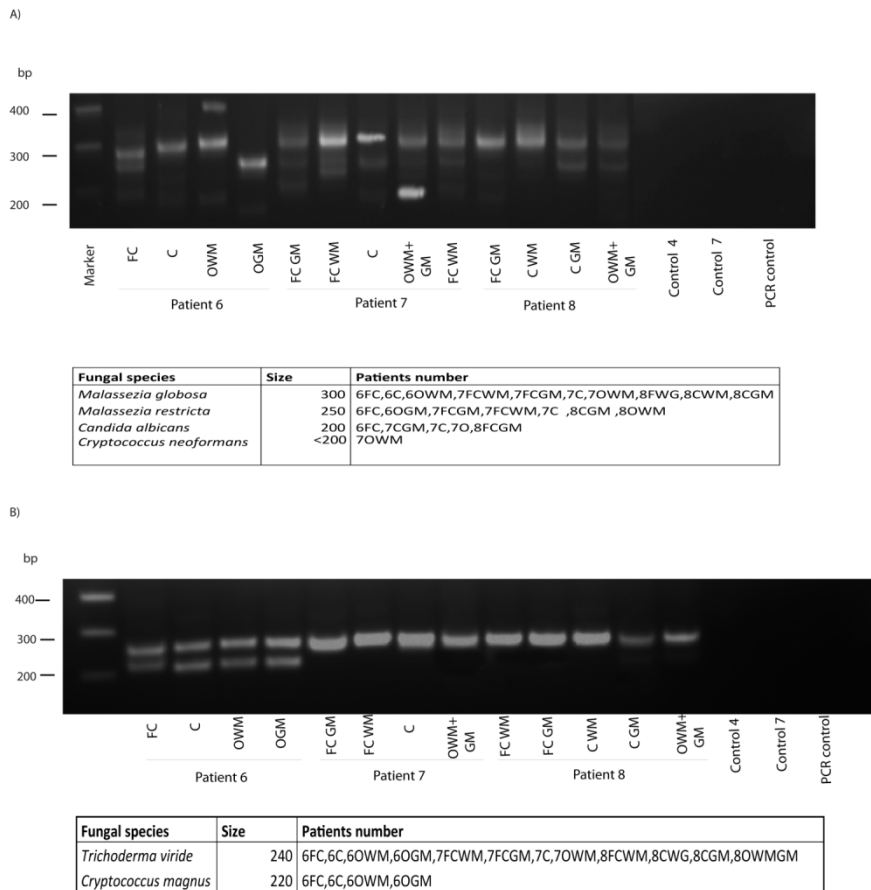 A)
bp
400
300
200
Marker
FC
C
OWM
OGM
FC GM
FC WM
C
OWM+
GM
FC WM
FC GM
C WM
C GM
OWM+
GM
Control 4
Control 7
PCR control
Patient 6
Patient 7
Patient 8
Fungal species Size Patients number
Malassezia globosa 300 6FC,6C,6OWM,7FCWM,7FCGM,7C,7OWM,8FWG,8CWM,8CGM
Malassezia restricta 250 6FC,6OGM,7FCGM,7FCWM,7C ,8CGM ,8OWM
Candida albicans 200 6FC,7CGM,7C,7O,8FCGM
Cryptococcus neoformans <200 7OWM
B)
bp
400
300
200
FC
C
OWM
OGM
FC GM
FC WM
C
OWM+
GM
FC WM
FC GM
C WM
C GM
OWM+
GM
Control 4
Control 7
PCR control
Patient 6
Patient 7
Patient 8
Fungal species Size Patients number
Trichoderma viride 240 6FC,6C,6OWM,6OGM,7FCWM,7FCGM,7C,7OWM,8FCWM,8CWG,8CGM,8OWMGM
Cryptococcus magnus 220 6FC,6C,6OWM,6OGM